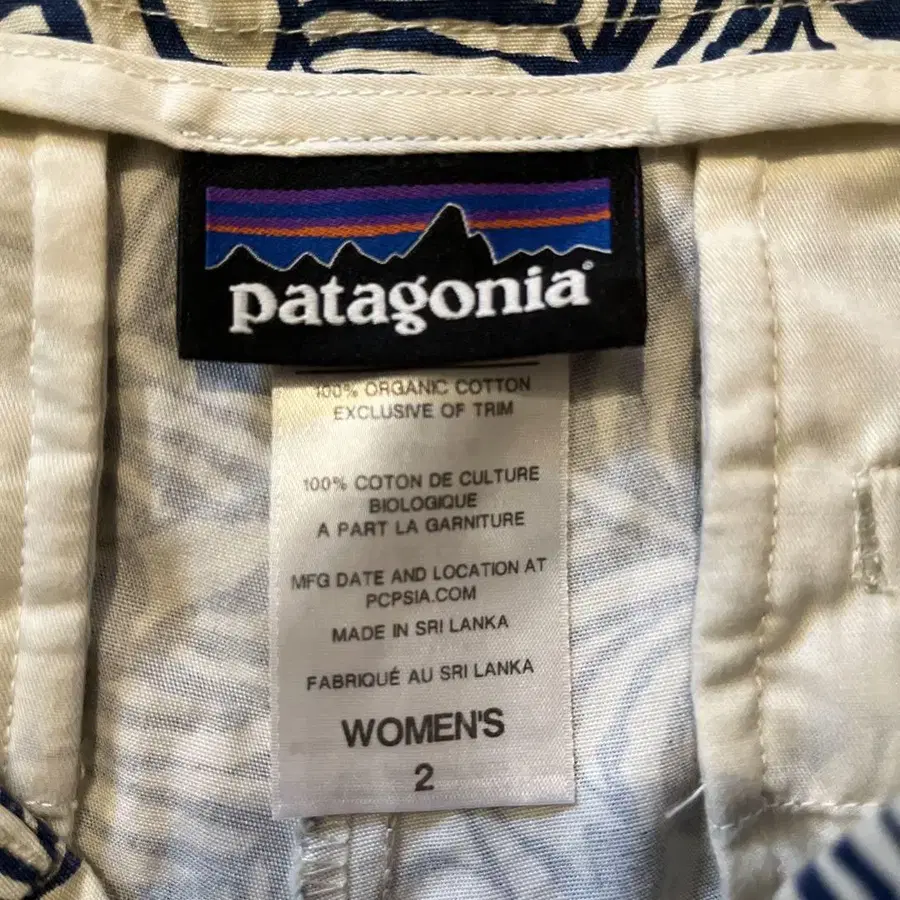 patagonia®
100% ORGANIC COTTON
EXCLUSIVE OF TRIM
100% COTON DE CULTURE
BIOLOGIQUE
A PART LA GARNITURE
MFG DATE AND LOCATION AT
PCPSIA.COM
MADE IN SRI LANKA
FABRIQUÉ AU SRI LANKA
WOMEN'S
2